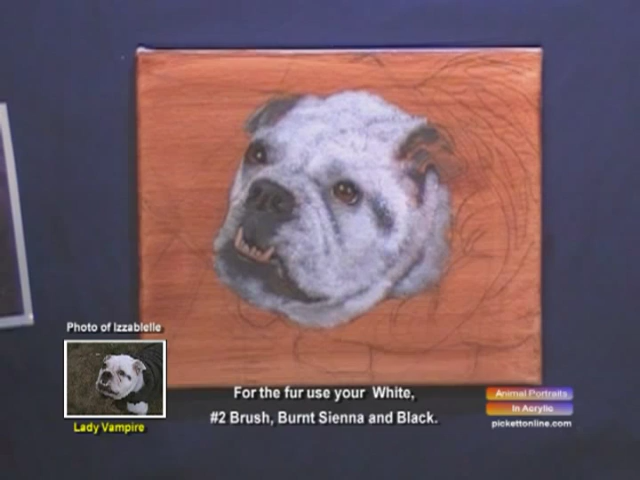 Photo of Izzablelle
Lady Vampire
For the fur use your White,
#2 Brush, Burnt Sienna and Black.
Animal Portraits
In Acrylic
pickettonline.com